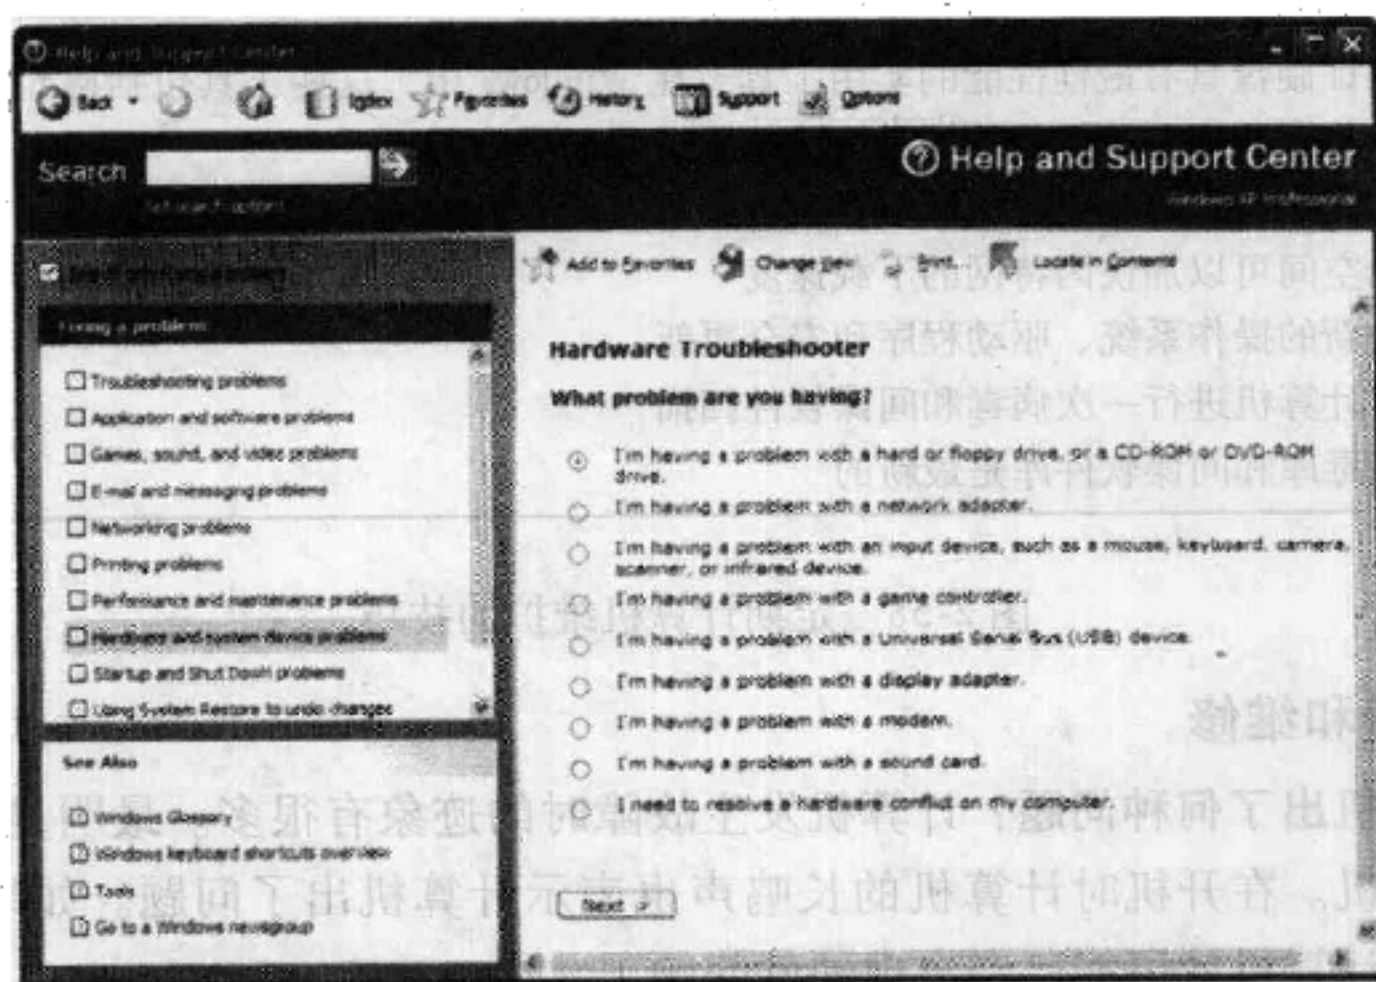 Help and Support Center
Back
Index
Favorites
History
Support
Options
Search
Set search options
Help and Support Center
Windows XP Professional
Add to Favorites
Change View
Print
Locate in Contents
Fixing a problem
Troubleshooting problems
Application and software problems
Games, sound, and video problems
E-mail and messaging problems
Networking problems
Printing problems
Performance and maintenance problems
Hardware and system device problems
Startup and Shut Down problems
Using System Restore to undo changes
See Also
Windows Glossary
Windows keyboard shortcuts overview
Tools
Go to a Windows newsgroup
Hardware Troubleshooter
What problem are you having?
I'm having a problem with a hard or floppy drive, or a CD-ROM or DVD-ROM
drive.
I'm having a problem with a network adapter.
I'm having a problem with an input device, such as a mouse, keyboard, camera,
scanner, or infrared device.
I'm having a problem with a game controller.
I'm having a problem with a Universal Serial Bus (USB) device.
I'm having a problem with a display adapter.
I'm having a problem with a modem.
I'm having a problem with a sound card.
I need to resolve a hardware conflict on my computer.
Next